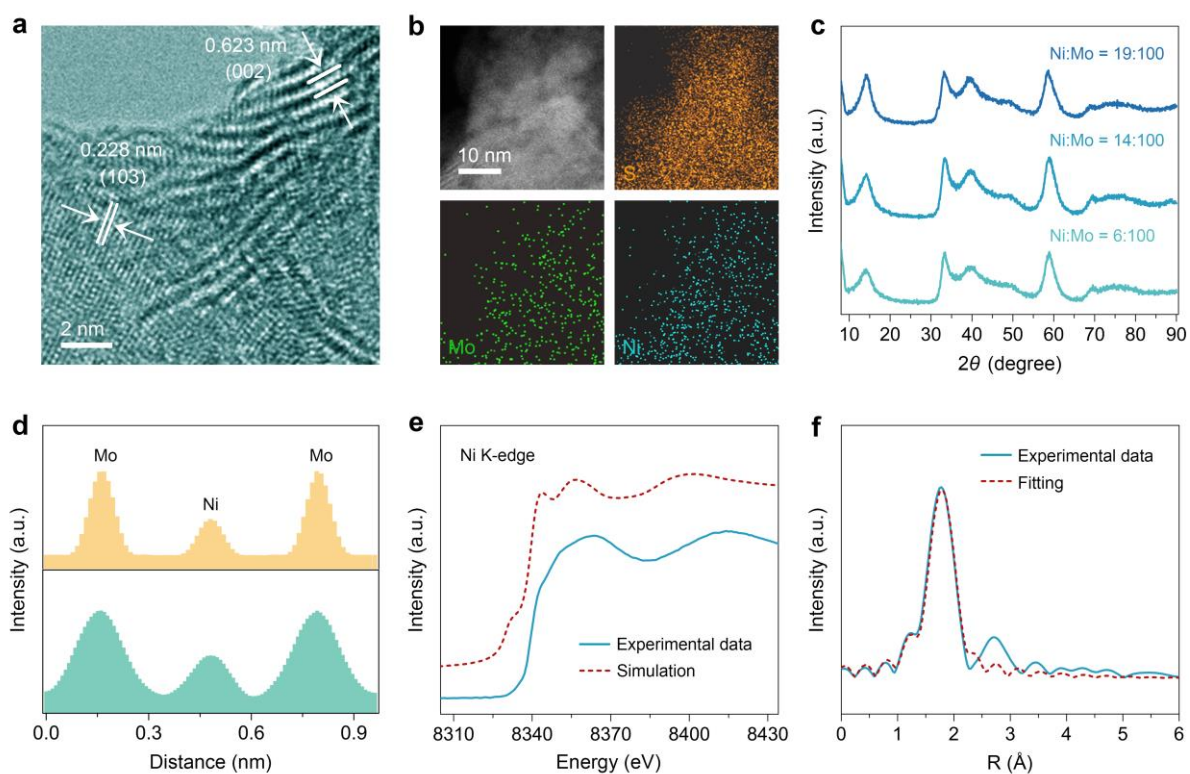 a
0.623 nm
(002)
0.228 nm
(103)
2 nm
b
10 nm
S
Mo
Ni
c
Intensity (a.u.)
Ni:Mo = 19:100
Ni:Mo = 14:100
Ni:Mo = 6:100
10 20 30 40 50 60 70 80 90
2θ (degree)
d
Intensity (a.u.)
Mo
Ni
Mo
0.0 0.3 0.6 0.9
Distance (nm)
e
Intensity (a.u.)
Ni K-edge
Experimental data
Simulation
8310 8340 8370 8400 8430
Energy (eV)
f
Intensity (a.u.)
Experimental data
Fitting
0 1 2 3 4 5 6
R (Å)